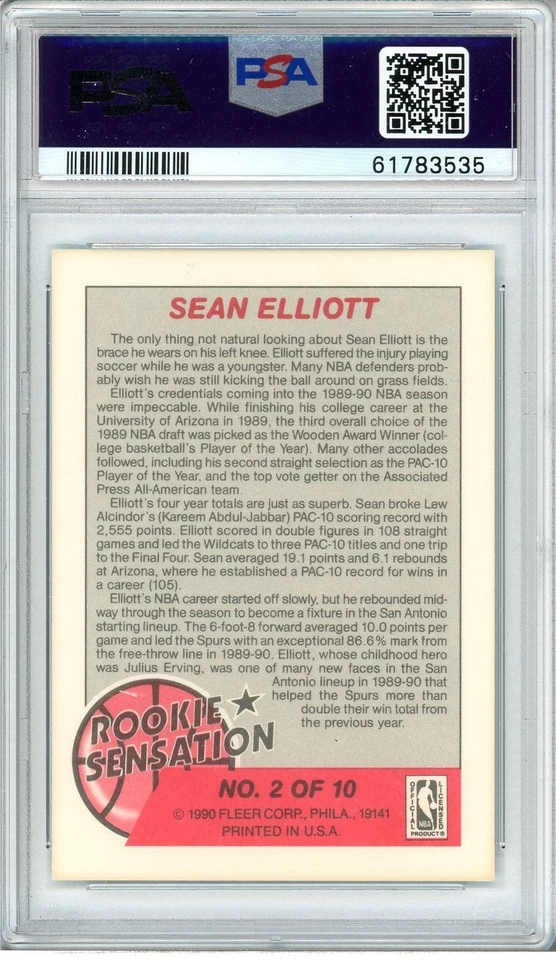 PSA
PSA
61783535
SEAN ELLIOTT
The only thing not natural looking about Sean Elliott is the
brace he wears on his left knee. Elliott suffered the injury playing
soccer while he was a youngster. Many NBA defenders prob-
ably wish he was still kicking the ball around on grass fields.
Elliott's credentials coming into the 1989-90 NBA season
were impeccable. While finishing his college career at the
University of Arizona in 1989, the third overall choice of the
1989 NBA draft was picked as the Wooden Award Winner (col-
lege basketball's Player of the Year). Many other accolades
followed, including his second straight selection as the PAC-10
Player of the Year, and the top vote getter on the Associated
Press All-American team.
Elliott's four year totals are just as superb. Sean broke Lew
Alcindor's (Kareem Abdul-Jabbar) PAC-10 scoring record with
2,555 points. Elliott scored in double figures in 108 straight
games and led the Wildcats to three PAC-10 titles and one trip
to the Final Four. Sean averaged 19.1 points and 6.1 rebounds
at Arizona, where he established a PAC-10 record for wins in
a career (105).
Elliott's NBA career started off slowly, but he rebounded mid-
way through the season to become a fixture in the San Antonio
starting lineup. The 6-foot-8 forward averaged 10.0 points per
game and led the Spurs with an exceptional 86.6% mark from
the free-throw line in 1989-90. Elliott, whose childhood hero
was Julius Erving, was one of many new faces in the San
Antonio lineup in 1989-90 that
helped the Spurs more than
double their win total from
the previous year.
ROOKIE
SENSATION
NO. 2 OF 10
© 1990 FLEER CORP., PHILA., 19141
PRINTED IN U.S.A.
OFFICIAL
LICENSED
NBA
PRODUCT®